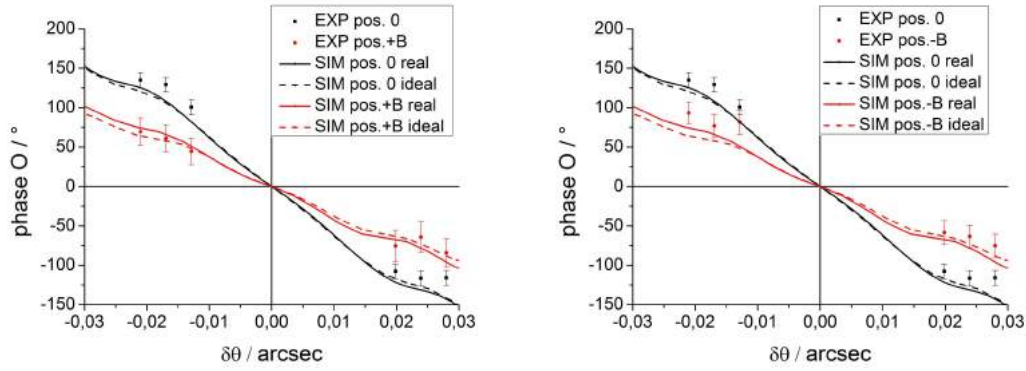 EXP pos. 0
EXP pos.+B
SIM pos. 0 real
SIM pos. 0 ideal
SIM pos.+B real
SIM pos.+B ideal
200
150
100
50
0
-50
-100
-150
phase O / °
-0,03 -0,02 -0,01 0,00 0,01 0,02 0,03
δθ / arcsec
EXP pos. 0
EXP pos.-B
SIM pos. 0 real
SIM pos. 0 ideal
SIM pos.-B real
SIM pos.-B ideal
200
150
100
50
0
-50
-100
-150
phase O / °
-0,03 -0,02 -0,01 0,00 0,01 0,02 0,03
δθ / arcsec